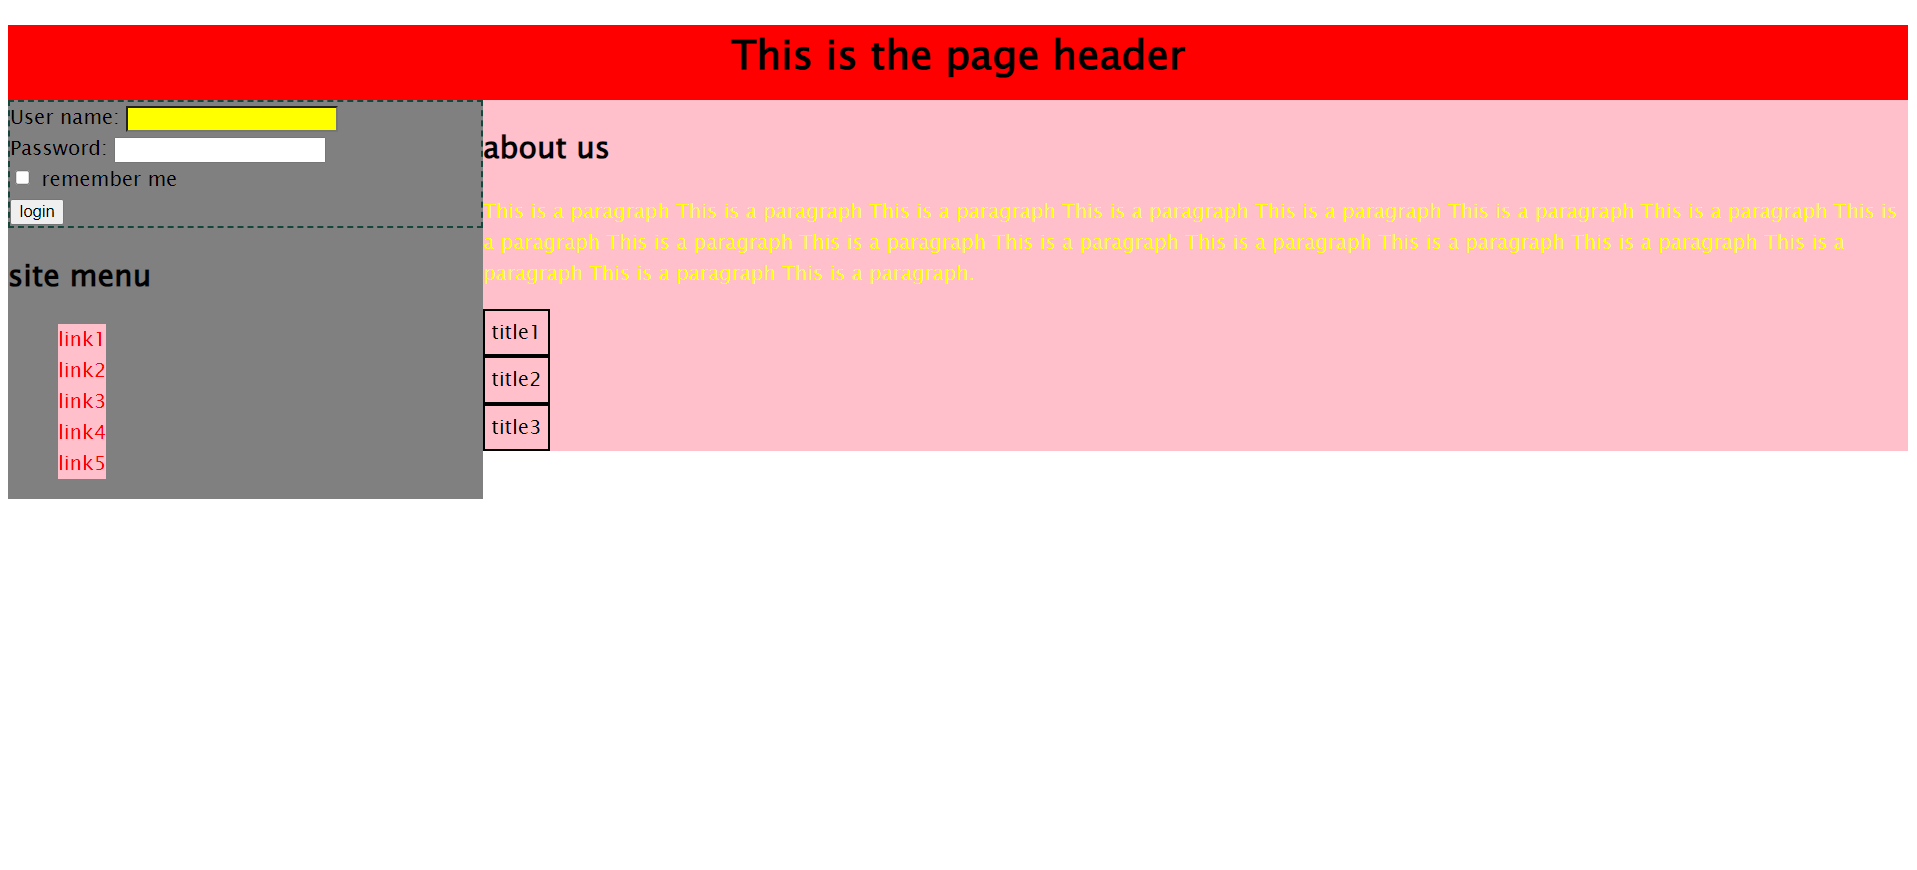 This is the page header
User name:
Password:
remember me
login
site menu
link1
link2
link3
link4
link5
about us
This is a paragraph This is a paragraph This is a paragraph This is a paragraph This is a paragraph This is a paragraph This is a paragraph This is
a paragraph This is a paragraph This is a paragraph This is a paragraph This is a paragraph This is a paragraph This is a paragraph This is a
paragraph This is a paragraph This is a paragraph.
title1
title2
title3